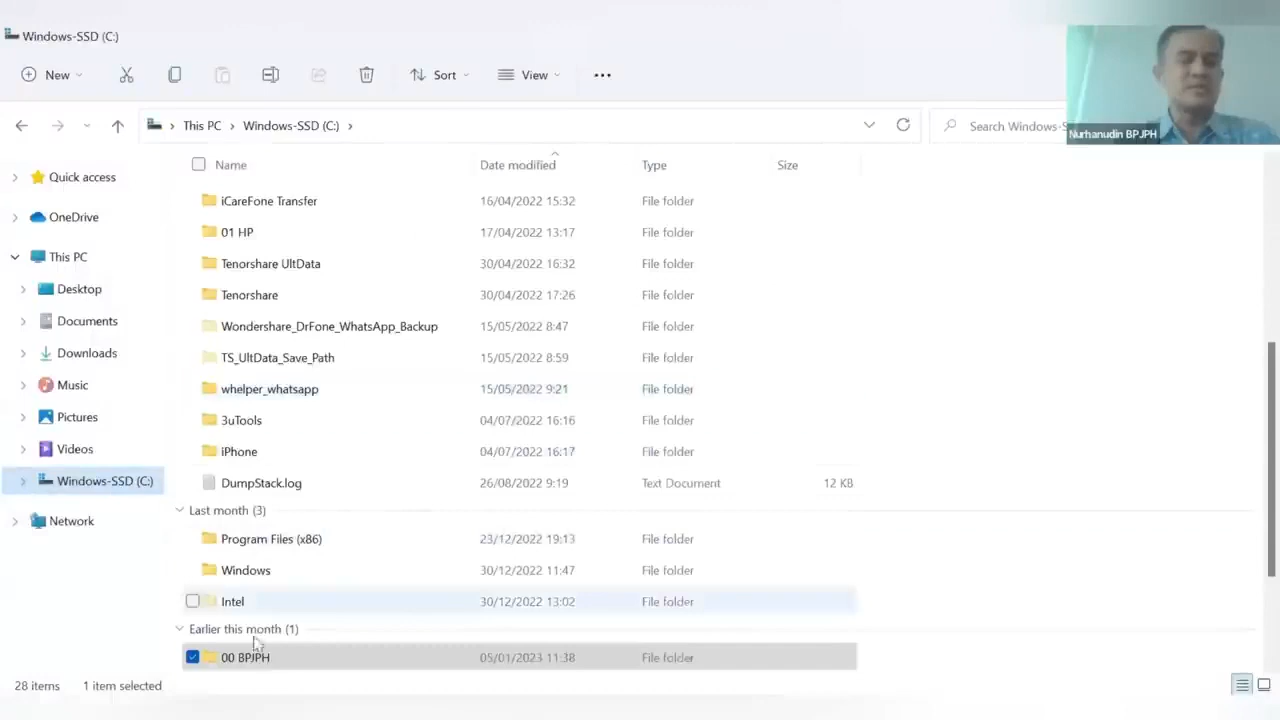 Windows-SSD (C:)
New
Sort
View
This PC
Windows-SSD (C:)
Search Windows-S
Nurhanudin BPJPH
Name Date modified Type Size
Quick access
OneDrive
This PC
Desktop
Documents
Downloads
Music
Pictures
Videos
Windows-SSD (C:)
Network
iCareFone Transfer 16/04/2022 15:32 File folder
01 HP 17/04/2022 13:17 File folder
Tenorshare UltData 30/04/2022 16:32 File folder
Tenorshare 30/04/2022 17:26 File folder
Wondershare_DrFone_WhatsApp_Backup 15/05/2022 8:47 File folder
TS_UltData_Save_Path 15/05/2022 8:59 File folder
whelper_whatsapp 15/05/2022 9:21 File folder
3uTools 04/07/2022 16:16 File folder
iPhone 04/07/2022 16:17 File folder
DumpStack.log 26/08/2022 9:19 Text Document 12 KB
Last month (3)
Program Files (x86) 23/12/2022 19:13 File folder
Windows 30/12/2022 11:47 File folder
Intel 30/12/2022 13:02 File folder
Earlier this month (1)
00 BPJPH 05/01/2023 11:38 File folder
28 items 1 item selected